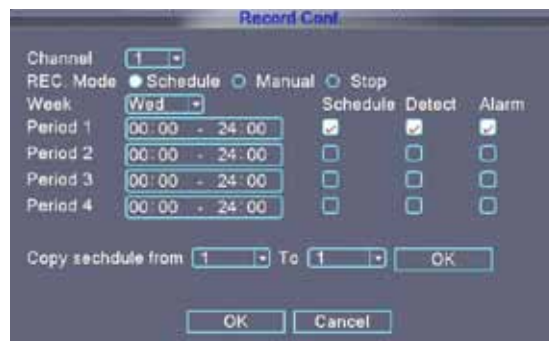 Record Conf.
Channel 1
REC. Mode Schedule Manual Stop
Week Wed Schedule Detect Alarm
Period 1 00:00 - 24:00
Period 2 00:00 - 24:00
Period 3 00:00 - 24:00
Period 4 00:00 - 24:00
Copy sechdule from 1 To 1 OK
OK Cancel